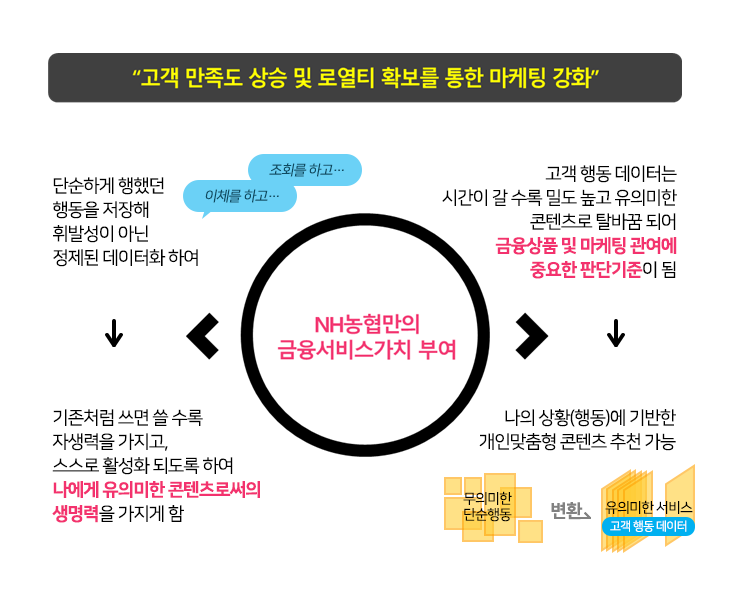 “고객 만족도 상승 및 로열티 확보를 통한 마케팅 강화”
조회를 하고…
이체를 하고…
단순하게 행했던
행동을 저장해
휘발성이 아닌
정제된 데이터화 하여
고객 행동 데이터는
시간이 갈 수록 밀도 높고 유의미한
콘텐츠로 탈바꿈 되어
금융상품 및 마케팅 관여에
중요한 판단기준이 됨
NH농협만의
금융서비스가치 부여
기존처럼 쓰면 쓸 수록
자생력을 가지고,
스스로 활성화 되도록 하여
나에게 유의미한 콘텐츠로써의
생명력을 가지게 함
나의 상황(행동)에 기반한
개인맞춤형 콘텐츠 추천 가능
무의미한
단순행동
변환
유의미한 서비스
고객 행동 데이터